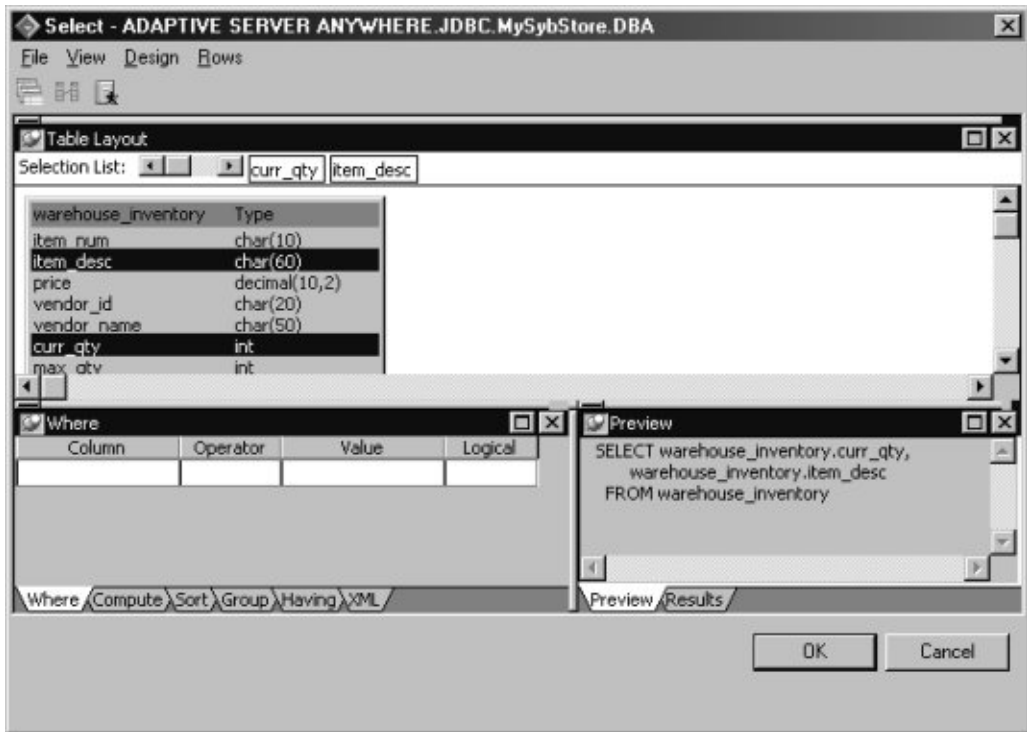 Select - ADAPTIVE SERVER ANYWHERE.JDBC.MySybStore.DBA
File View Design Rows
Table Layout
Selection List: curr_qty item_desc
warehouse_inventory Type
item_num char(10)
item_desc char(60)
price decimal(10,2)
vendor_id char(20)
vendor_name char(50)
curr_qty int
max_qty int
Where
Column Operator Value Logical
Where Compute Sort Group Having XML
Preview
SELECT warehouse_inventory.curr_qty,
warehouse_inventory.item_desc
FROM warehouse_inventory
Preview Results
OK Cancel